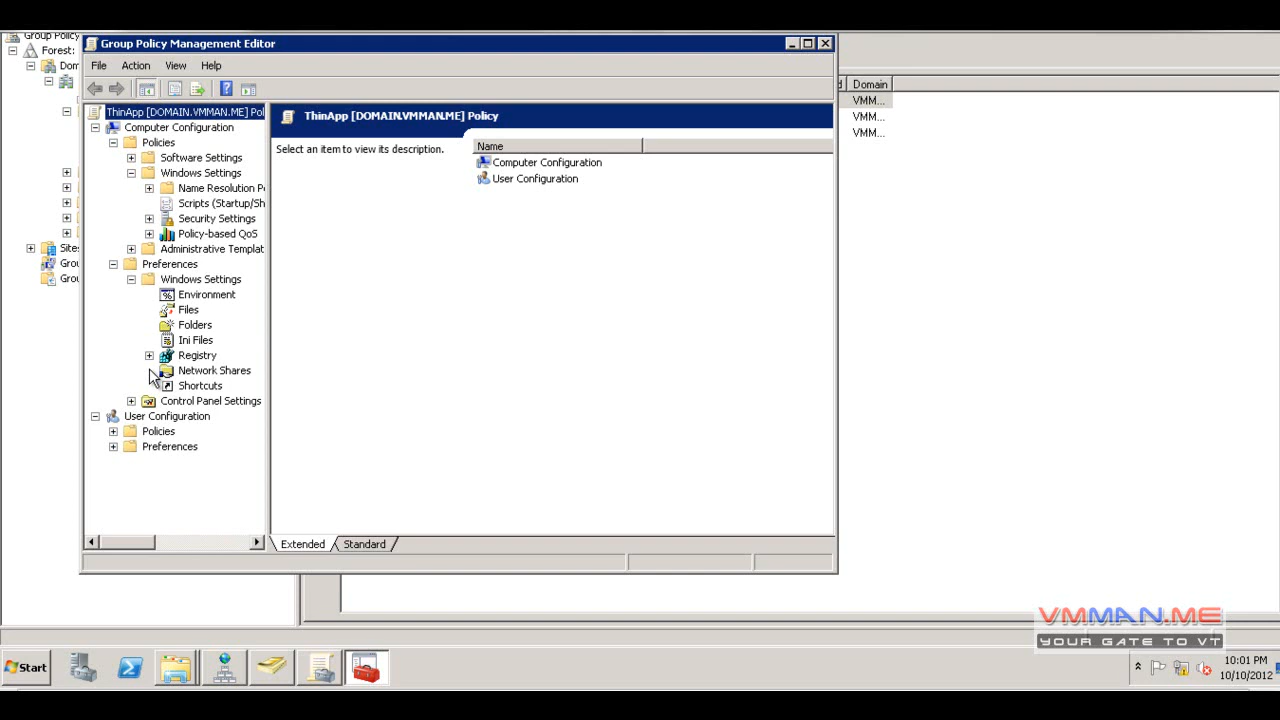 Group Policy
Forest:
Dom
Sites
Grou
Grou
Group Policy Management Editor
File Action View Help
ThinApp [DOMAIN.VMMAN.ME] Pol
Computer Configuration
Policies
Software Settings
Windows Settings
Name Resolution P
Scripts (Startup/Sh
Security Settings
Policy-based QoS
Administrative Templat
Preferences
Windows Settings
Environment
Files
Folders
Ini Files
Registry
Network Shares
Shortcuts
Control Panel Settings
User Configuration
Policies
Preferences
ThinApp [DOMAIN.VMMAN.ME] Policy
Select an item to view its description.
Name
Computer Configuration
User Configuration
Extended Standard
d Domain
VMM...
VMM...
VMM...
VMMAN.ME
YOUR GATE TO VT
Start
10:01 PM
10/10/2012